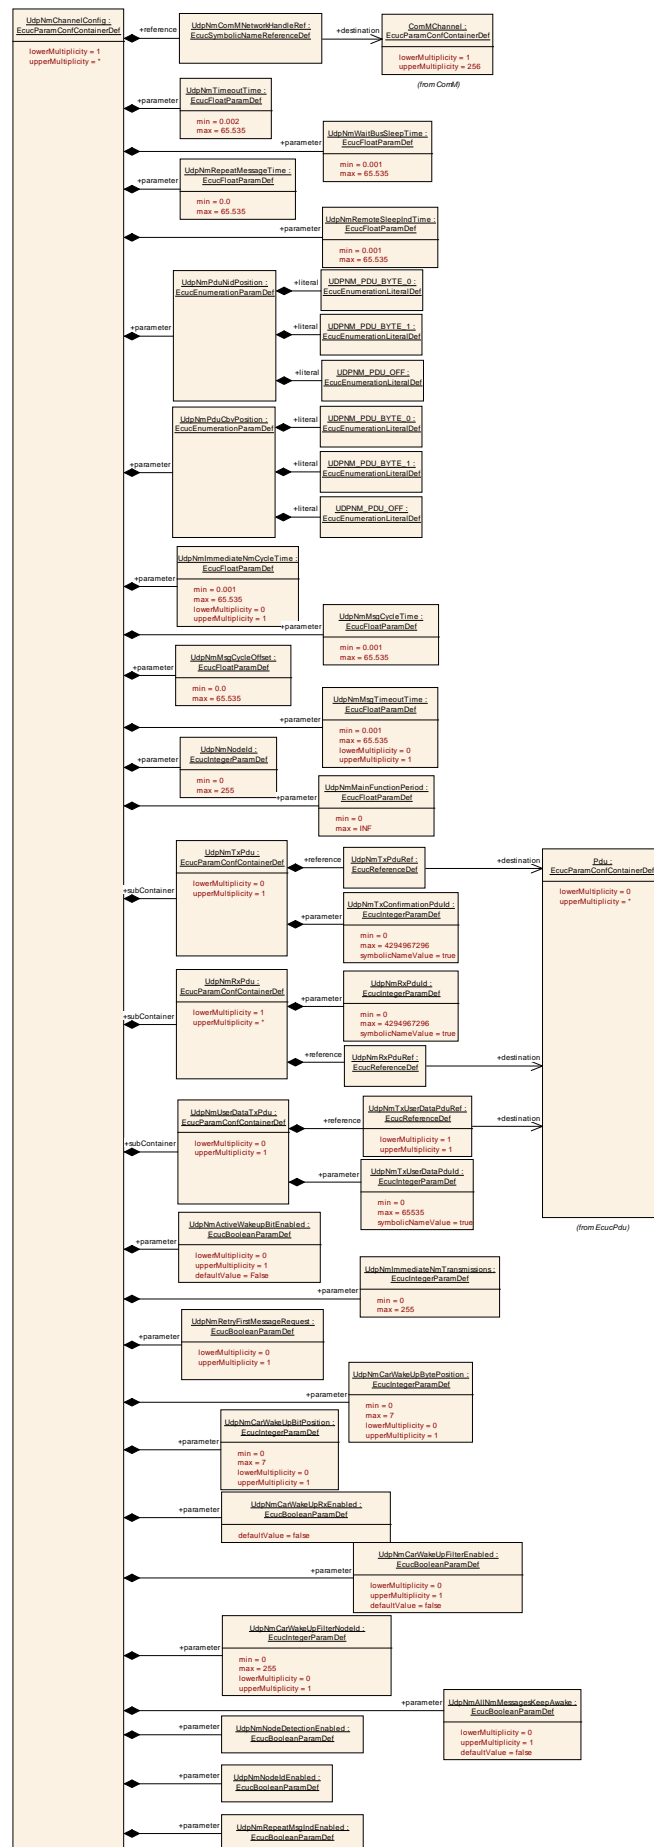 UdpNmChannelConfig :
EcucParamConfContainerDef
lowerMultiplicity = 1
upperMultiplicity = *
+reference
UdpNmComMNetworkHandleRef :
EcucSymbolicNameReferenceDef
+destination
ComMChannel :
EcucParamConfContainerDef
lowerMultiplicity = 1
upperMultiplicity = 256
(from ComM)
+parameter
UdpNmTimeoutTime :
EcucFloatParamDef
min = 0.002
max = 65.535
+parameter
UdpNmWaitBusSleepTime :
EcucFloatParamDef
min = 0.001
max = 65.535
+parameter
UdpNmRepeatMessageTime :
EcucFloatParamDef
min = 0.0
max = 65.535
+parameter
UdpNmRemoteSleepIndTime :
EcucFloatParamDef
min = 0.001
max = 65.535
+parameter
UdpNmPduNidPosition :
EcucEnumerationParamDef
+literal
UDPNM_PDU_BYTE_0 :
EcucEnumerationLiteralDef
+literal
UDPNM_PDU_BYTE_1 :
EcucEnumerationLiteralDef
+literal
UDPNM_PDU_OFF :
EcucEnumerationLiteralDef
+parameter
UdpNmPduCbvPosition :
EcucEnumerationParamDef
+literal
UDPNM_PDU_BYTE_0 :
EcucEnumerationLiteralDef
+literal
UDPNM_PDU_BYTE_1 :
EcucEnumerationLiteralDef
+literal
UDPNM_PDU_OFF :
EcucEnumerationLiteralDef
+parameter
UdpNmImmediateNmCycleTime :
EcucFloatParamDef
min = 0.001
max = 65.535
lowerMultiplicity = 0
upperMultiplicity = 1
+parameter
UdpNmMsgCycleTime :
EcucFloatParamDef
min = 0.001
max = 65.535
+parameter
UdpNmMsgCycleOffset :
EcucFloatParamDef
min = 0.0
max = 65.535
+parameter
UdpNmMsgTimeoutTime :
EcucFloatParamDef
min = 0.001
max = 65.535
lowerMultiplicity = 0
upperMultiplicity = 1
+parameter
UdpNmNodeId :
EcucIntegerParamDef
min = 0
max = 255
+parameter
UdpNmMainFunctionPeriod :
EcucFloatParamDef
min = 0
max = INF
+subContainer
UdpNmTxPdu :
EcucParamConfContainerDef
lowerMultiplicity = 0
upperMultiplicity = 1
+reference
UdpNmTxPduRef :
EcucReferenceDef
+destination
Pdu :
EcucParamConfContainerDef
lowerMultiplicity = 0
upperMultiplicity = *
+parameter
UdpNmTxConfirmationPduId :
EcucIntegerParamDef
min = 0
max = 4294967296
symbolicNameValue = true
+subContainer
UdpNmRxPdu :
EcucParamConfContainerDef
lowerMultiplicity = 1
upperMultiplicity = *
+parameter
UdpNmRxPduId :
EcucIntegerParamDef
min = 0
max = 4294967296
symbolicNameValue = true
+reference
UdpNmRxPduRef :
EcucReferenceDef
+destination
+subContainer
UdpNmUserDataTxPdu :
EcucParamConfContainerDef
lowerMultiplicity = 0
upperMultiplicity = 1
+reference
UdpNmTxUserDataPduRef :
EcucReferenceDef
lowerMultiplicity = 1
upperMultiplicity = 1
+destination
+parameter
UdpNmTxUserDataPduId :
EcucIntegerParamDef
min = 0
max = 65535
symbolicNameValue = true
(from EcucPdu)
+parameter
UdpNmActiveWakeupBitEnabled :
EcucBooleanParamDef
lowerMultiplicity = 0
upperMultiplicity = 1
defaultValue = False
+parameter
UdpNmImmediateNmTransmissions :
EcucIntegerParamDef
min = 0
max = 255
+parameter
UdpNmRetryFirstMessageRequest :
EcucBooleanParamDef
lowerMultiplicity = 0
upperMultiplicity = 1
+parameter
UdpNmCarWakeUpBytePosition :
EcucIntegerParamDef
min = 0
max = 7
lowerMultiplicity = 0
upperMultiplicity = 1
+parameter
UdpNmCarWakeUpBitPosition :
EcucIntegerParamDef
min = 0
max = 7
lowerMultiplicity = 0
upperMultiplicity = 1
+parameter
UdpNmCarWakeUpRxEnabled :
EcucBooleanParamDef
defaultValue = false
+parameter
UdpNmCarWakeUpFilterEnabled :
EcucBooleanParamDef
lowerMultiplicity = 0
upperMultiplicity = 1
defaultValue = false
+parameter
UdpNmCarWakeUpFilterNodeId :
EcucIntegerParamDef
min = 0
max = 255
lowerMultiplicity = 0
upperMultiplicity = 1
+parameter
UdpNmAllNmMessagesKeepAwake :
EcucBooleanParamDef
lowerMultiplicity = 0
upperMultiplicity = 1
defaultValue = false
+parameter
UdpNmNodeDetectionEnabled :
EcucBooleanParamDef
+parameter
UdpNmNodeIdEnabled :
EcucBooleanParamDef
+parameter
UdpNmRepeatMsgIndEnabled :
EcucBooleanParamDef